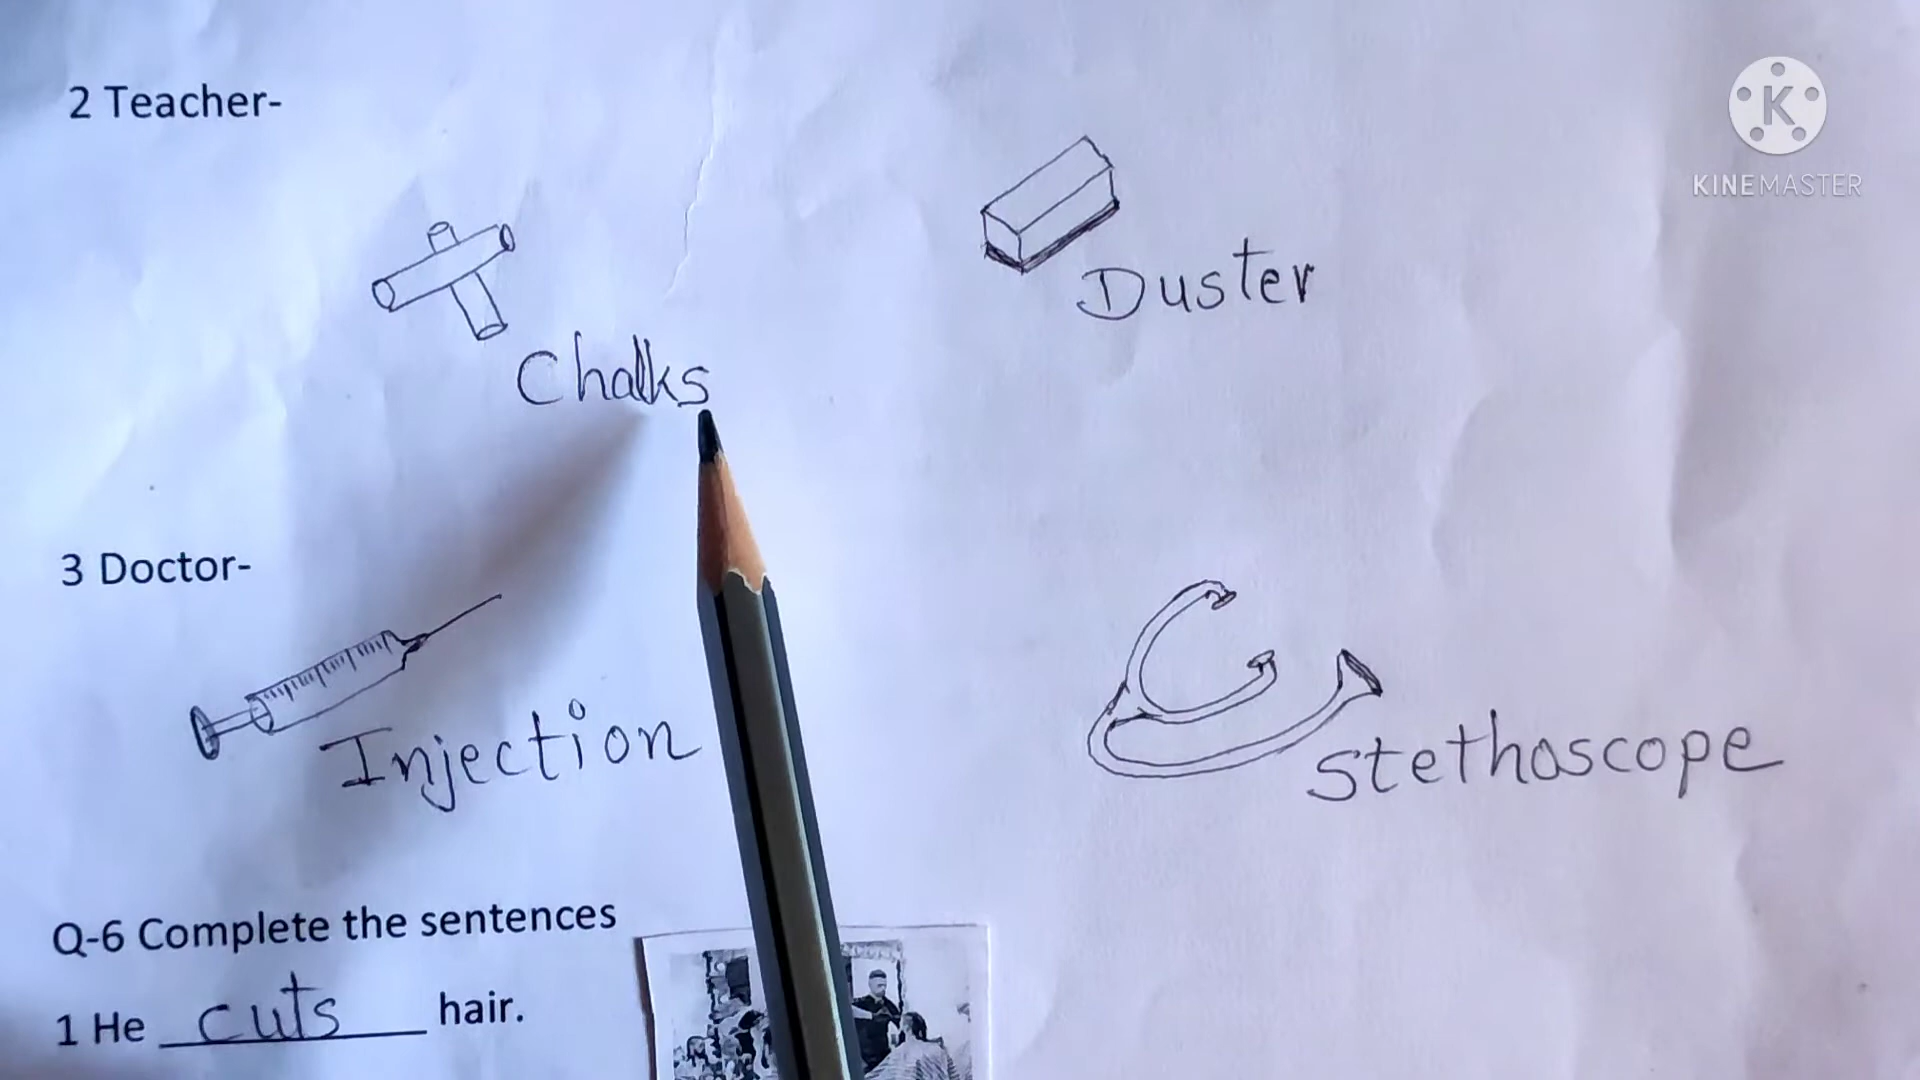 2 Teacher-
K
KINEMASTER
Duster
Chalks
3 Doctor-
Injection
Stethoscope
Q-6 Complete the sentences
1 He cuts hair.